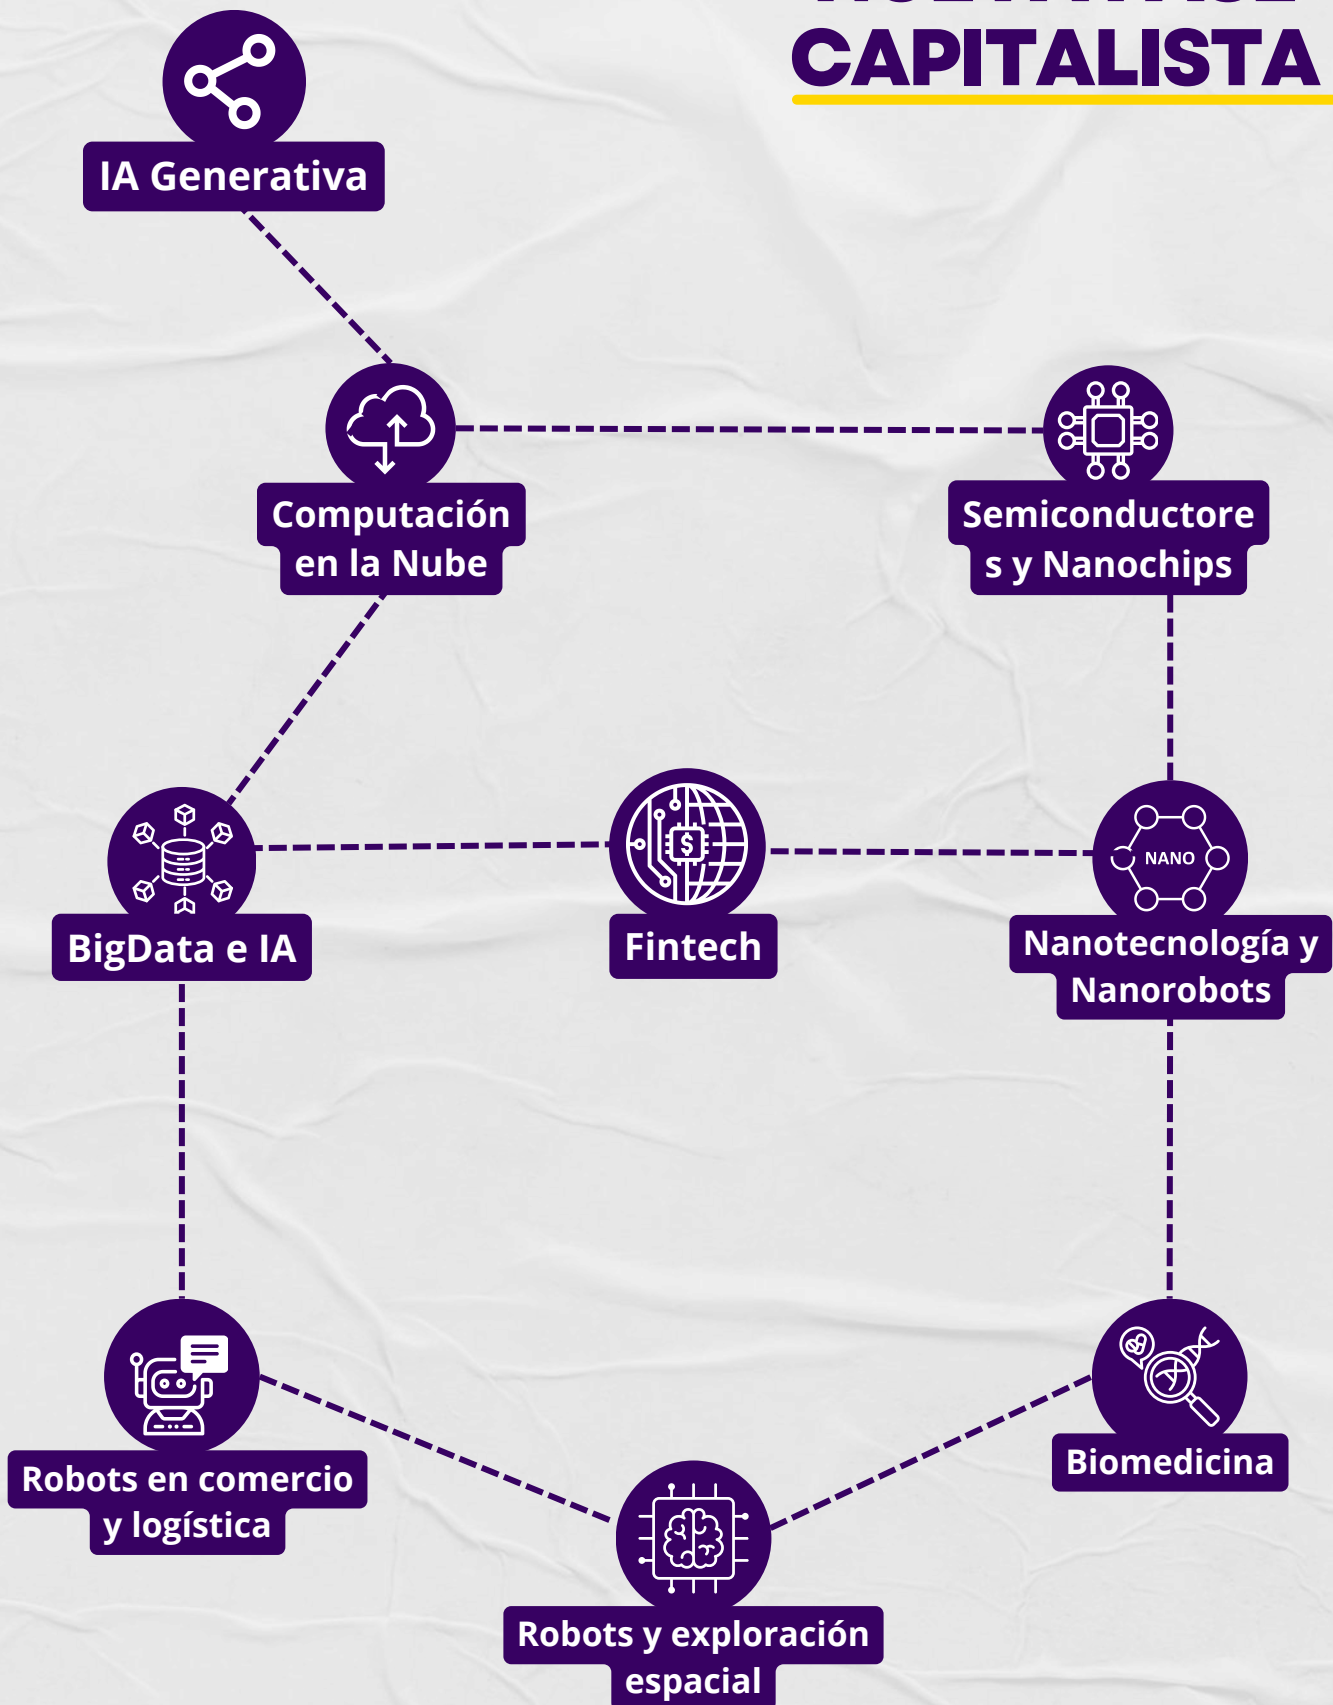 CAPITALISTA
IA Generativa
Computación
en la Nube
Semiconductore
s y Nanochips
BigData e IA
$
Fintech
NANO
Nanotecnología y
Nanorobots
Robots en comercio
y logística
Biomedicina
Robots y exploración
espacial